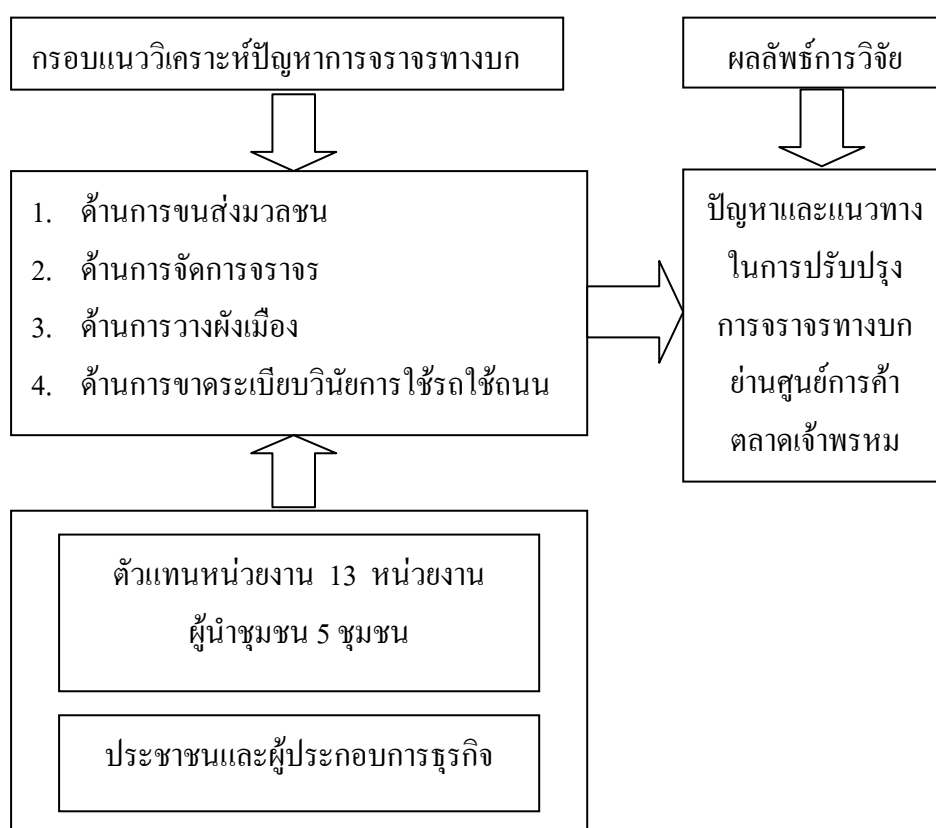 กรอบแนววิเคราะห์ปัญหาการจราจรทางบก
ผลลัพธ์การวิจัย
1. ด้านการขนส่งมวลชน
2. ด้านการจัดการจราจร
3. ด้านการวางผังเมือง
4. ด้านการขาดระเบียบวินัยการใช้รถใช้ถนน
ปัญหาและแนวทาง
ในการปรับปรุง
การจราจรทางบก
ย่านศูนย์การค้า
ตลาดเจ้าพรหม
ตัวแทนหน่วยงาน 13 หน่วยงาน
ผู้นำชุมชน 5 ชุมชน
ประชาชนและผู้ประกอบการธุรกิจ